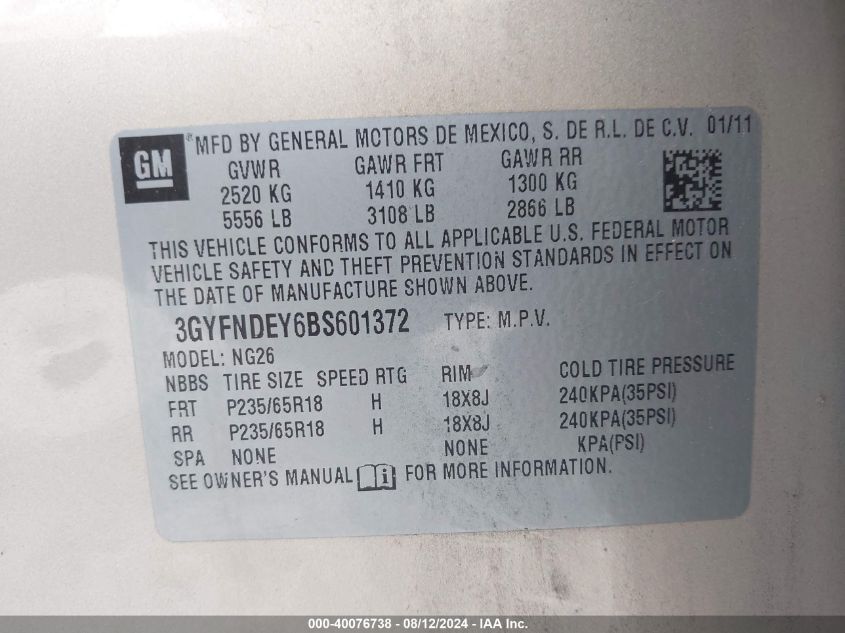 GM ® MFD BY GENERAL MOTORS DE MEXICO, S. DE R.L. DE C.V. 01/11
GVWR GAWR FRT GAWR RR
2520 KG 1410 KG 1300 KG
5556 LB 3108 LB 2866 LB
THIS VEHICLE CONFORMS TO ALL APPLICABLE U.S. FEDERAL MOTOR
VEHICLE SAFETY AND THEFT PREVENTION STANDARDS IN EFFECT ON
THE DATE OF MANUFACTURE SHOWN ABOVE.
3GYFNDEY6BS601372 TYPE: M.P.V.
MODEL: NG26
NBBS TIRE SIZE SPEED RTG RIM COLD TIRE PRESSURE
FRT P235/65R18 H 18X8J 240KPA(35PSI)
RR P235/65R18 H 18X8J 240KPA(35PSI)
SPA NONE NONE KPA(PSI)
SEE OWNER'S MANUAL i FOR MORE INFORMATION.
000-40076738 - 08/12/2024 - IAA Inc.